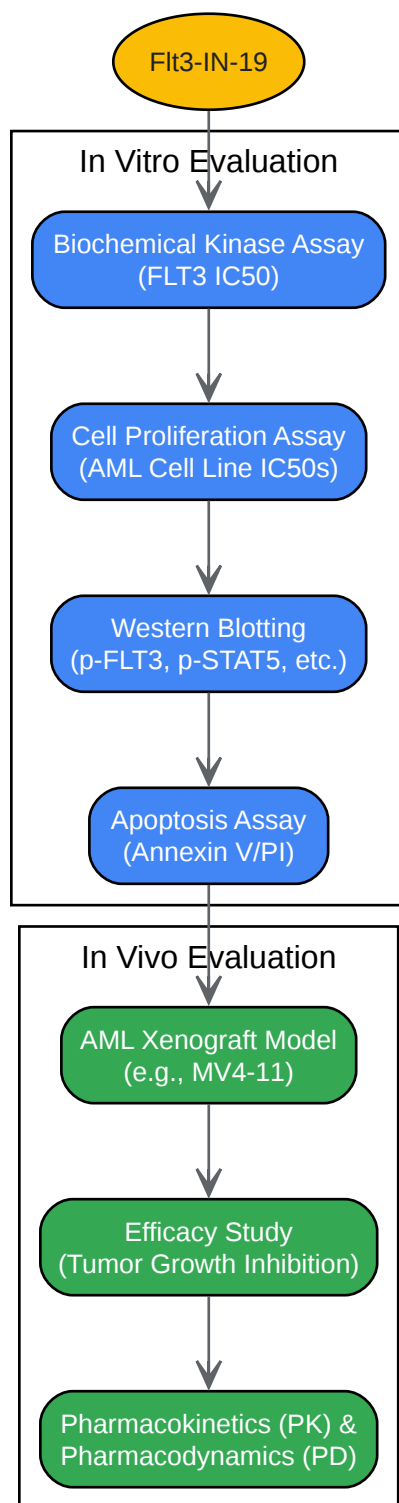 Flt3-IN-19
In Vitro Evaluation
Biochemical Kinase Assay
(FLT3 IC50)
Cell Proliferation Assay
(AML Cell Line IC50s)
Western Blotting
(p-FLT3, p-STAT5, etc.)
Apoptosis Assay
(Annexin V/PI)
In Vivo Evaluation
AML Xenograft Model
(e.g., MV4-11)
Efficacy Study
(Tumor Growth Inhibition)
Pharmacokinetics (PK) &
Pharmacodynamics (PD)